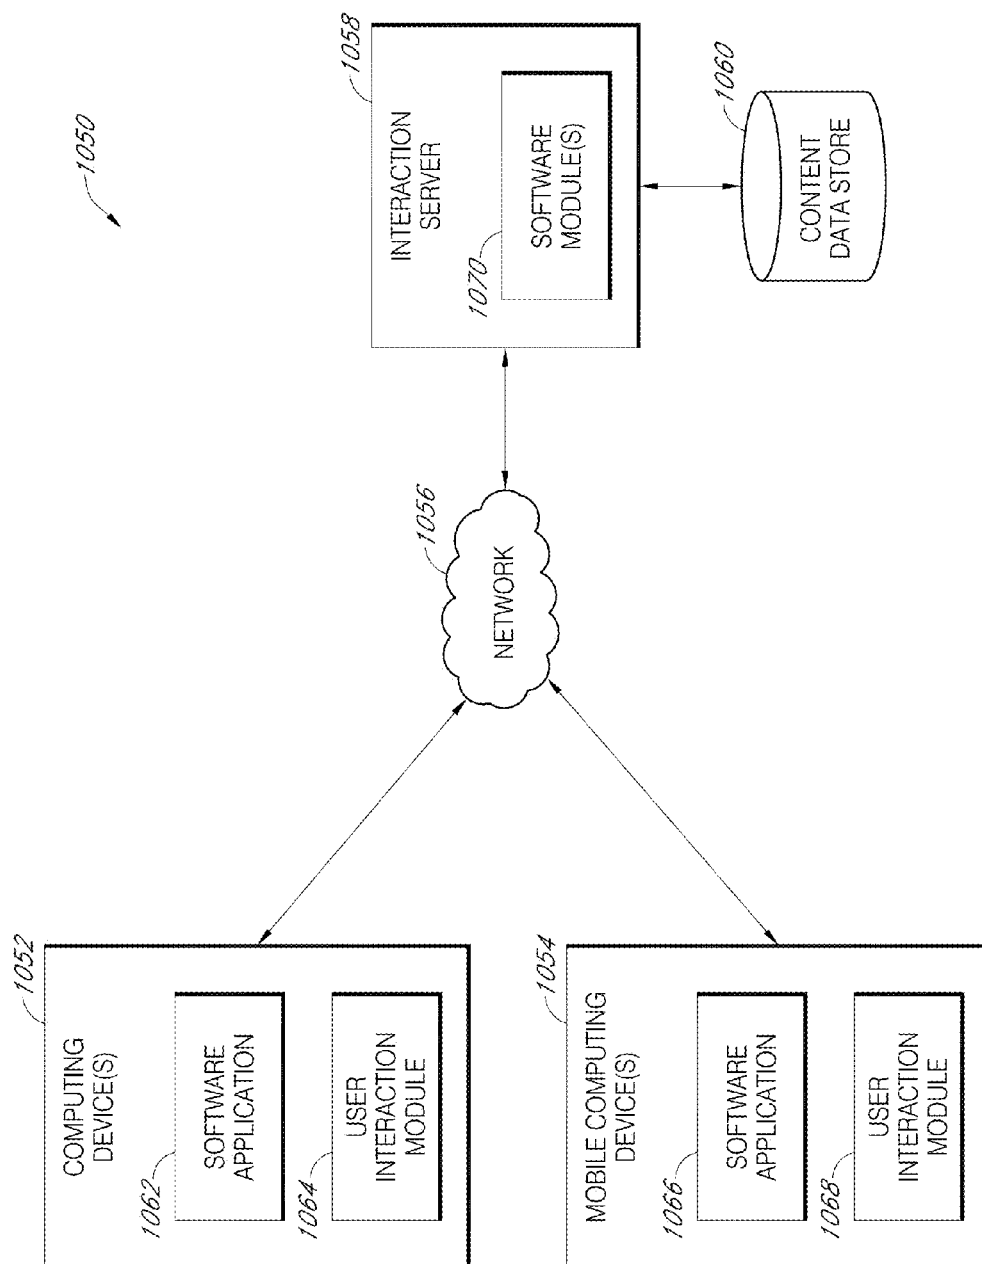 1050
1052
COMPUTING
DEVICE(S)
1062
SOFTWARE
APPLICATION
1064
USER
INTERACTION
MODULE
1054
MOBILE COMPUTING
DEVICE(S)
1066
SOFTWARE
APPLICATION
1068
USER
INTERACTION
MODULE
1056
NETWORK
1058
INTERACTION
SERVER
1070
SOFTWARE
MODULE(S)
1060
CONTENT
DATA STORE